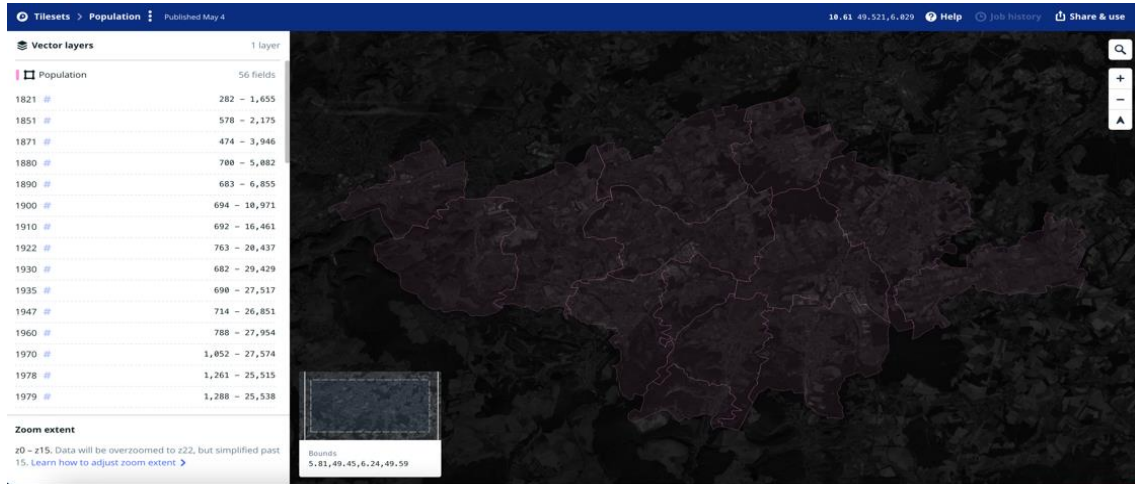 Tilesets > Population Published May 4 10.61 49.521,6.029 Help Job history Share & use
Vector layers 1 layer
Population 56 fields
1821 # 282 – 1,655
1851 # 578 – 2,175
1871 # 474 – 3,946
1880 # 700 – 5,082
1890 # 683 – 6,855
1900 # 694 – 10,971
1910 # 692 – 16,461
1922 # 763 – 20,437
1930 # 682 – 29,429
1935 # 690 – 27,517
1947 # 714 – 26,851
1960 # 788 – 27,954
1970 # 1,052 – 27,574
1978 # 1,261 – 25,515
1979 # 1,288 – 25,538
Zoom extent
z0 – z15. Data will be overzoomed to z22, but simplified past
15. Learn how to adjust zoom extent >
Bounds
5.81,49.45,6.24,49.59